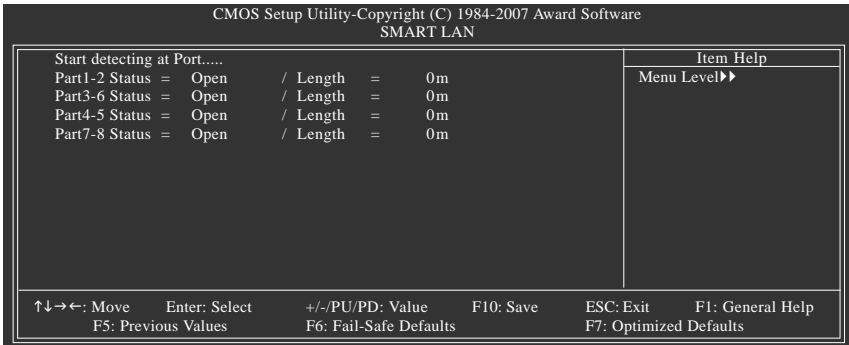 CMOS Setup Utility-Copyright (C) 1984-2007 Award Software
SMART LAN
Start detecting at Port.....
Part1-2 Status = Open / Length = 0m
Part3-6 Status = Open / Length = 0m
Part4-5 Status = Open / Length = 0m
Part7-8 Status = Open / Length = 0m
Item Help
Menu Level▶▶
↑↓→←: Move Enter: Select +/-/PU/PD: Value F10: Save ESC: Exit F1: General Help
F5: Previous Values F6: Fail-Safe Defaults F7: Optimized Defaults